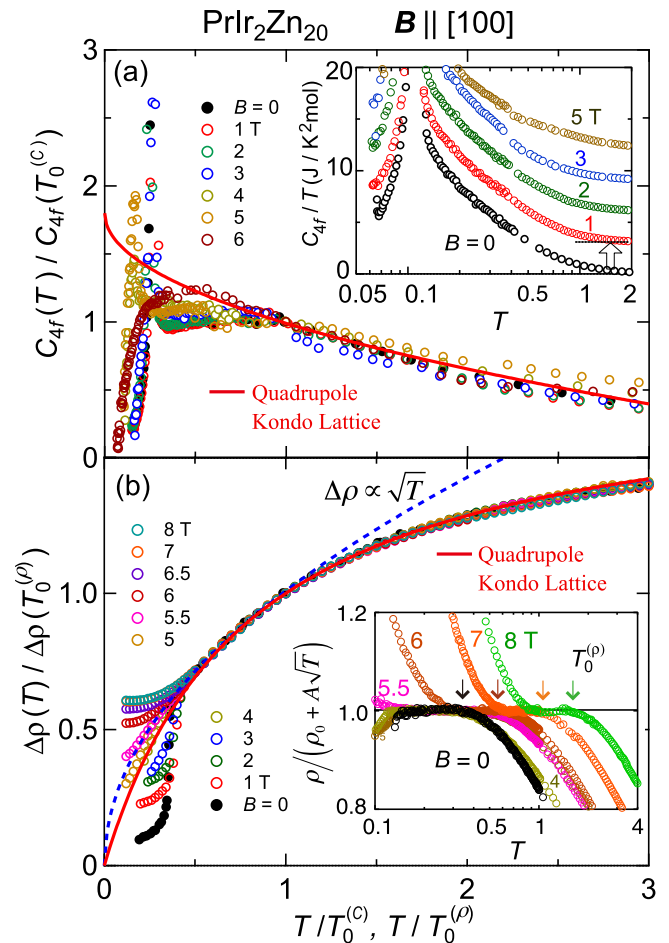 PrIr₂Zn₂₀ B || [100]
3
2
1
0
C₄f(T) / C₄f(T₀⁽ᶜ⁾)
(a)
B = 0
1 T
2
3
4
5
6
Quadrupole
Kondo Lattice
20
10
0
C₄f / T (J / K²mol)
5 T
3
2
1
B = 0
0.05 0.1 0.5 1 2
T
(b)
Δρ ∝ √T
8 T
7
6.5
6
5.5
5
Quadrupole
Kondo Lattice
4
3
2
1 T
B = 0
1.0
0.5
0
Δρ(T) / Δρ(T₀⁽ᵖ⁾)
1.2
1.0
0.8
ρ/(ρ₀ + A√T)
6
7
8 T
T₀⁽ᵖ⁾
5.5
B = 0
4
0.1 0.5 1 4
T
0 1 2 3
T/T₀⁽ᶜ⁾, T / T₀⁽ᵖ⁾